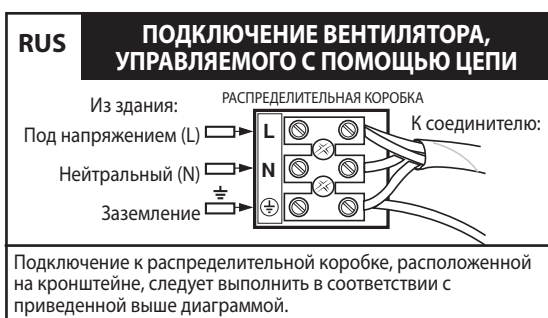 RUS
ПОДКЛЮЧЕНИЕ ВЕНТИЛЯТОРА,
УПРАВЛЯЕМОГО С ПОМОЩЬЮ ЦЕПИ
РАСПРЕДЕЛИТЕЛЬНАЯ КОРОБКА
Из здания:
К соединителю:
Под напряжением (L)
L
Нейтральный (N)
N
Заземление
Подключение к распределительной коробке, расположенной
на кронштейне, следует выполнить в соответствии с
приведенной выше диаграммой.